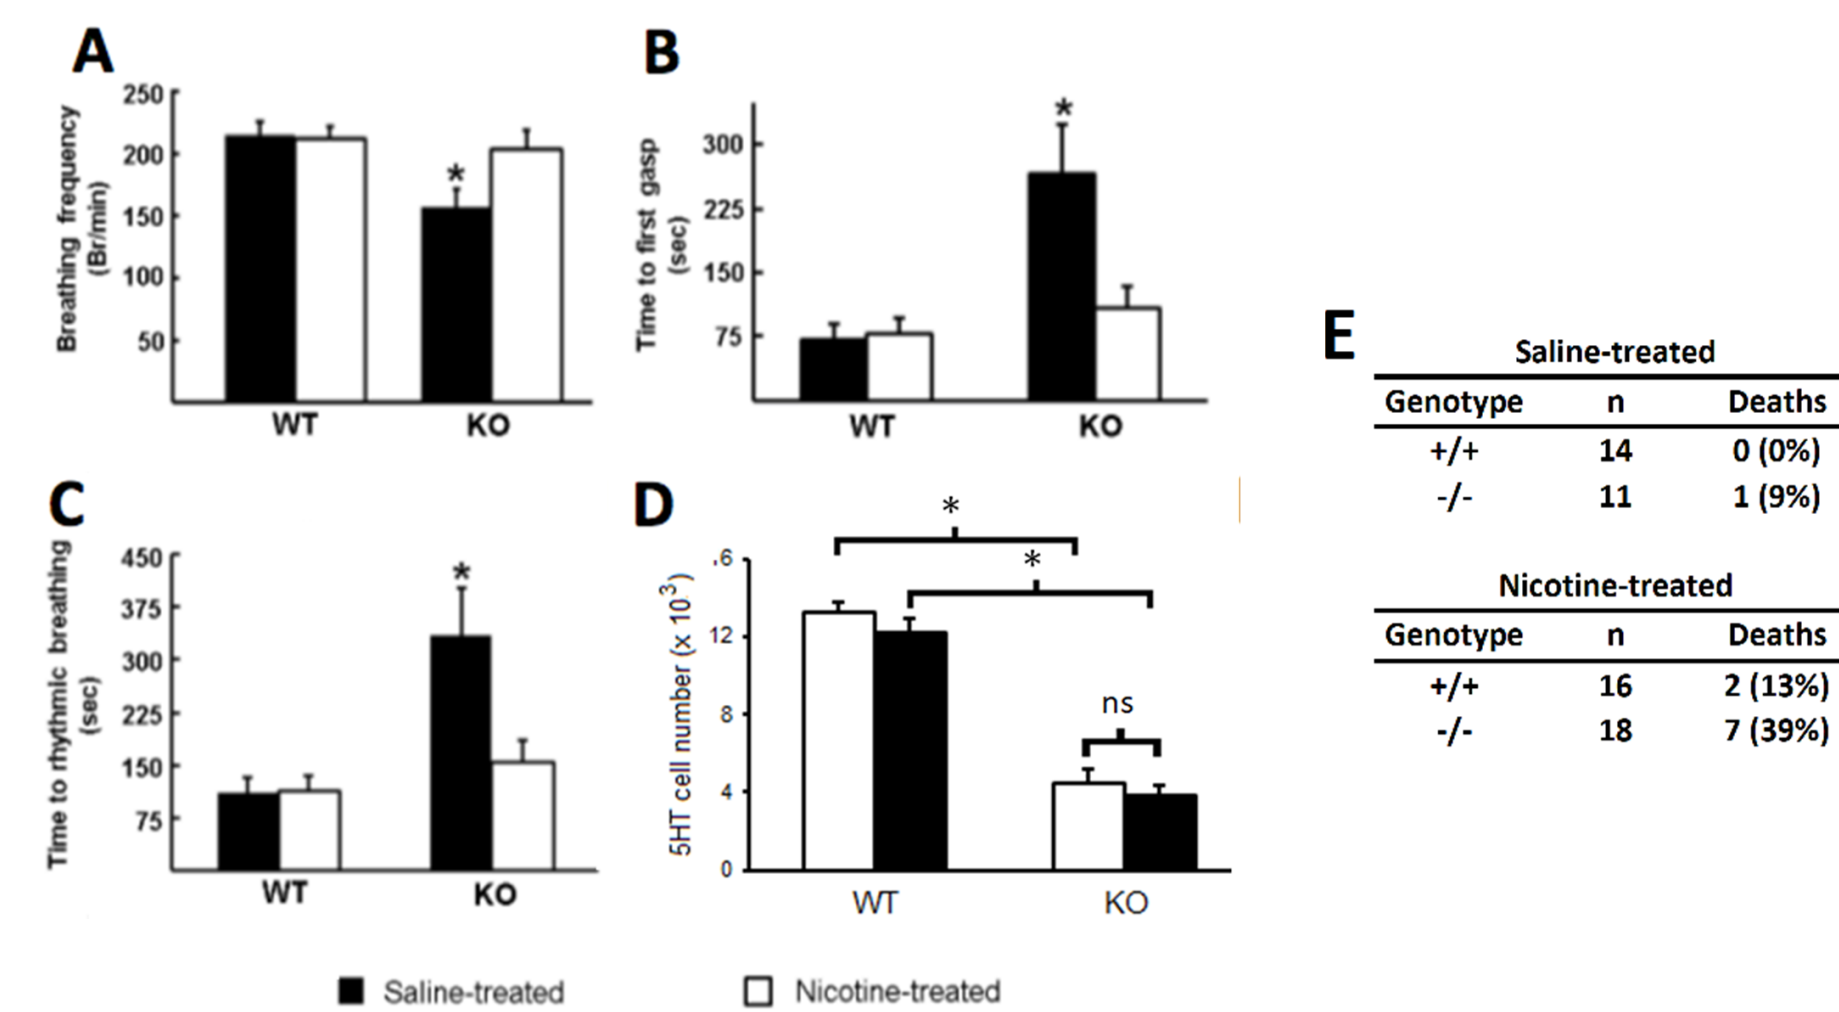 A
Breathing frequency
(Br/min)
250
200
150
100
50
*
WT
KO
B
Time to first gasp
(sec)
300
225
150
75
*
WT
KO
C
Time to rhythmic breathing
(sec)
450
375
300
225
150
75
*
WT
KO
D
5HT cell number (x 10³)
.6
12
8
4
0
*
*
ns
WT
KO
Saline-treated
Nicotine-treated
E
Saline-treated
Genotype n Deaths
+/+ 14 0 (0%)
-/- 11 1 (9%)
Nicotine-treated
Genotype n Deaths
+/+ 16 2 (13%)
-/- 18 7 (39%)